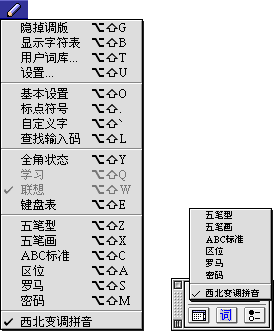 隐掉调版 ⌥⇧G
显示字符表 ⌥⇧B
用户词库... ⌥⇧T
设置... ⌥⇧U
基本设置 ⌥⇧O
标点符号 ⌥⇧.
自定义字 ⌥⇧`
查找输入码 ⌥⇧L
全角状态 ⌥⇧Y
学习 ⌥⇧Q
✓ 联想 ⌥⇧W
键盘表 ⌥⇧E
五笔型 ⌥⇧Z
五笔画 ⌥⇧X
ABC标准 ⌥⇧C
区位 ⌥⇧A
罗马 ⌥⇧S
密码 ⌥⇧M
✓ 西北变调拼音
五笔型
五笔画
ABC标准
区位
罗马
密码
✓ 西北变调拼音
词